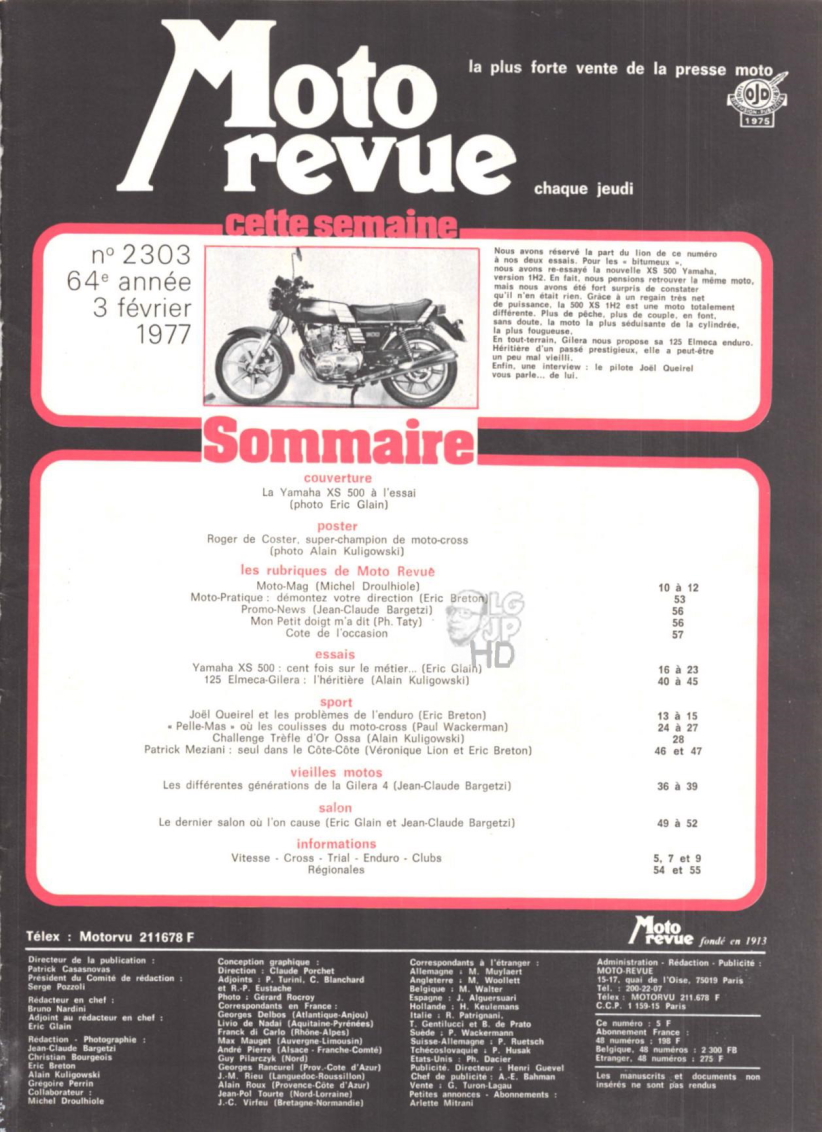 Moto revue
la plus forte vente de la presse moto
OJD
1975
chaque jeudi
cette semaine
n° 2303
64e année
3 février
1977
Nous avons réservé la part du lion de ce numéro
à nos deux essais. Pour les « bitumeux »,
nous avons re-essayé la nouvelle XS 500 Yamaha,
version 1H2. En fait, nous pensions retrouver la même moto,
mais nous avons été fort surpris de constater
qu'il n'en était rien. Grâce à un regain très net
de puissance, la 500 XS 1H2 est une moto totalement
différente. Plus de pêche, plus de couple, en font,
sans doute, la moto la plus séduisante de la cylindrée,
la plus fougueuse.
En tout-terrain, Gilera nous propose sa 125 Elmeca enduro.
Héritière d'un passé prestigieux, elle a peut-être
un peu mal vieilli.
Enfin, une interview : le pilote Joël Queirel
vous parle... de lui.
Sommaire
couverture
La Yamaha XS 500 à l'essai
(photo Eric Glain)
poster
Roger de Coster, super-champion de moto-cross
(photo Alain Kuligowski)
les rubriques de Moto Revue
Moto-Mag (Michel Droulhiole) 10 à 12
Moto-Pratique : démontez votre direction (Eric Breton) 53
Promo-News (Jean-Claude Bargetzi) 56
Mon Petit doigt m'a dit (Ph. Taty) 56
Cote de l'occasion 57
LG
JP
HD
essais
Yamaha XS 500 : cent fois sur le métier... (Eric Glain) 16 à 23
125 Elmeca-Gilera : l'héritière (Alain Kuligowski) 40 à 45
sport
Joël Queirel et les problèmes de l'enduro (Eric Breton) 13 à 15
« Pelle-Mas » où les coulisses du moto-cross (Paul Wackerman) 24 à 27
Challenge Trèfle d'Or Ossa (Alain Kuligowski) 28
Patrick Meziani : seul dans le Côte-Côte (Véronique Lion et Eric Breton) 46 et 47
vieilles motos
Les différentes générations de la Gilera 4 (Jean-Claude Bargetzi) 36 à 39
salon
Le dernier salon où l'on cause (Eric Glain et Jean-Claude Bargetzi) 49 à 52
informations
Vitesse - Cross - Trial - Enduro - Clubs 5, 7 et 9
Régionales 54 et 55
Télex : Motorvu 211678 F
Moto revue fondé en 1913
Directeur de la publication :
Patrick Casasnovas
Président du Comité de rédaction :
Serge Pozzoli
Rédacteur en chef :
Bruno Nardini
Adjoint au rédacteur en chef :
Eric Glain
Rédaction - Photographie :
Jean-Claude Bargetzi
Christian Bourgeois
Eric Breton
Alain Kuligowski
Grégoire Perrin
Collaborateur :
Michel Droulhiole
Conception graphique :
Direction : Claude Porchet
Adjoints : P. Turini, C. Blanchard
et R.-P. Eustache
Photo : Gérard Rocroy
Correspondants en France :
Georges Delbos (Atlantique-Anjou)
Livio de Nadai (Aquitaine-Pyrénées)
Franck di Carlo (Rhône-Alpes)
Max Mauget (Auvergne-Limousin)
André Pierre (Alsace - Franche-Comté)
Guy Pilarczyk (Nord)
Georges Rancurel (Prov.-Cote d'Azur)
J.-M. Rieu (Languedoc-Roussillon)
Alain Roux (Provence-Côte d'Azur)
Jean-Pol Tourte (Nord-Lorraine)
J.-C. Virfeu (Bretagne-Normandie)
Correspondants à l'étranger :
Allemagne : M. Muylaert
Angleterre : M. Woollett
Belgique : M. Walter
Espagne : J. Alguersuari
Hollande : H. Keulemans
Italie : R. Patrignani,
T. Gentilucci et B. de Prato
Suède : P. Wackermann
Suisse-Allemagne : P. Ruetsch
Tchécoslovaquie : P. Husak
Etats-Unis : Ph. Dacier
Publicité. Directeur : Henri Guevel
Chef de publicité : A.-E. Bahman
Vente : G. Turon-Lagau
Petites annonces - Abonnements :
Arlette Mitrani
Administration - Rédaction - Publicité :
MOTO-REVUE
15-17, quai de l'Oise, 75019 Paris
Tél. : 200-22-07
Télex : MOTORVU 211.678 F
C.C.P. 1 159-15 Paris
Ce numéro : 5 F
Abonnement France :
48 numéros : 198 F
Belgique, 48 numéros : 2 300 FB
Etranger, 48 numéros : 275 F
Les manuscrits et documents non
insérés ne sont pas rendus